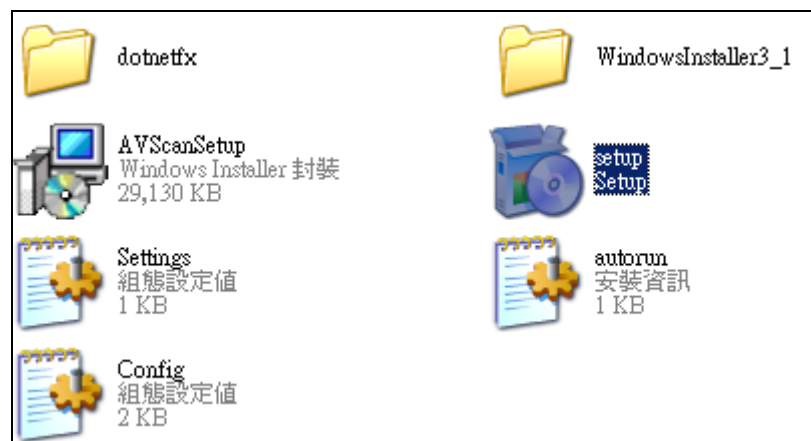 dotnetfx
WindowsInstaller3_1
AVScanSetup
Windows Installer 封裝
29,130 KB
setup
Setup
Settings
組態設定值
1 KB
autorun
安裝資訊
1 KB
Config
組態設定值
2 KB